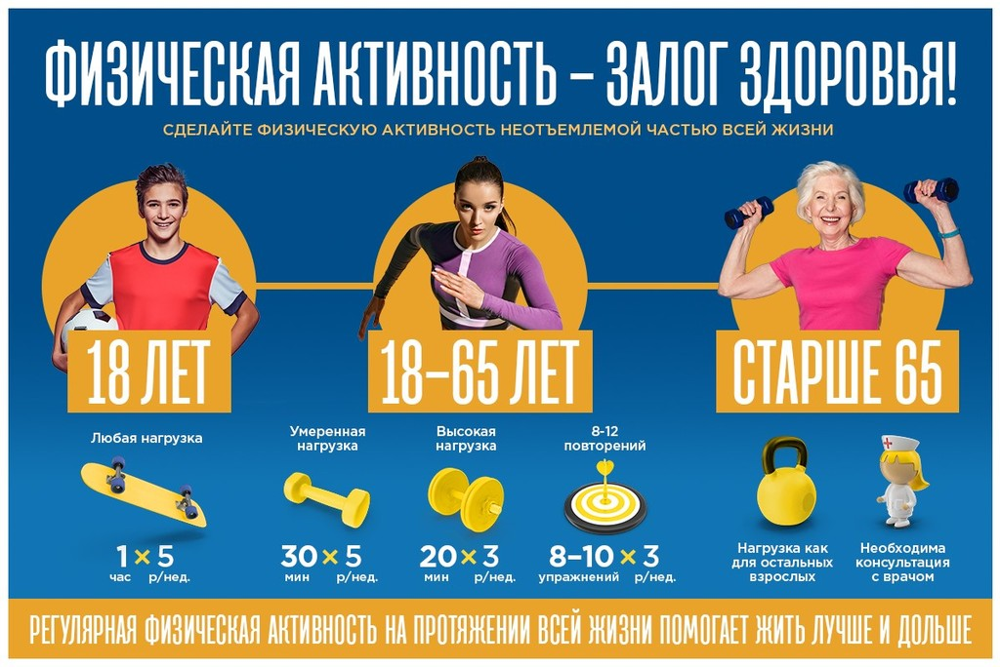 ФИЗИЧЕСКАЯ АКТИВНОСТЬ – ЗАЛОГ ЗДОРОВЬЯ!
СДЕЛАЙТЕ ФИЗИЧЕСКУЮ АКТИВНОСТЬ НЕОТЪЕМЛЕМОЙ ЧАСТЬЮ ВСЕЙ ЖИЗНИ
18 ЛЕТ
Любая нагрузка
1 × 5
час р/нед.
18–65 ЛЕТ
Умеренная
нагрузка
30 × 5
мин р/нед.
Высокая
нагрузка
20 × 3
мин р/нед.
8-12
повторений
8–10 × 3
упражнений р/нед.
СТАРШЕ 65
Нагрузка как
для остальных
взрослых
Необходима
консультация
с врачом
РЕГУЛЯРНАЯ ФИЗИЧЕСКАЯ АКТИВНОСТЬ НА ПРОТЯЖЕНИИ ВСЕЙ ЖИЗНИ ПОМОГАЕТ ЖИТЬ ЛУЧШЕ И ДОЛЬШЕ